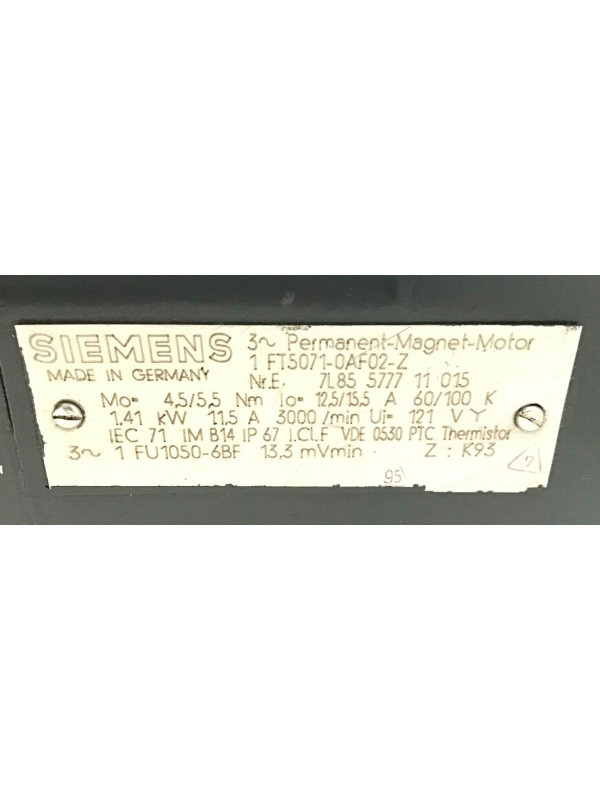 SIEMENS 3~ Permanent-Magnet-Motor
1 FT5071-0AF02-Z
MADE IN GERMANY Nr.E. 7L85 5777 11 015
Mo= 4,5/5,5 Nm Io= 12,5/15,5 A 60/100 K
1,41 kW 11,5 A 3000/min Ui= 121 V Y
IEC 71 IM B14 IP 67 I.Cl.F VDE 0530 PTC Thermistor
3~ 1 FU1050-6BF 13,3 mVmin Z : K93
95 7